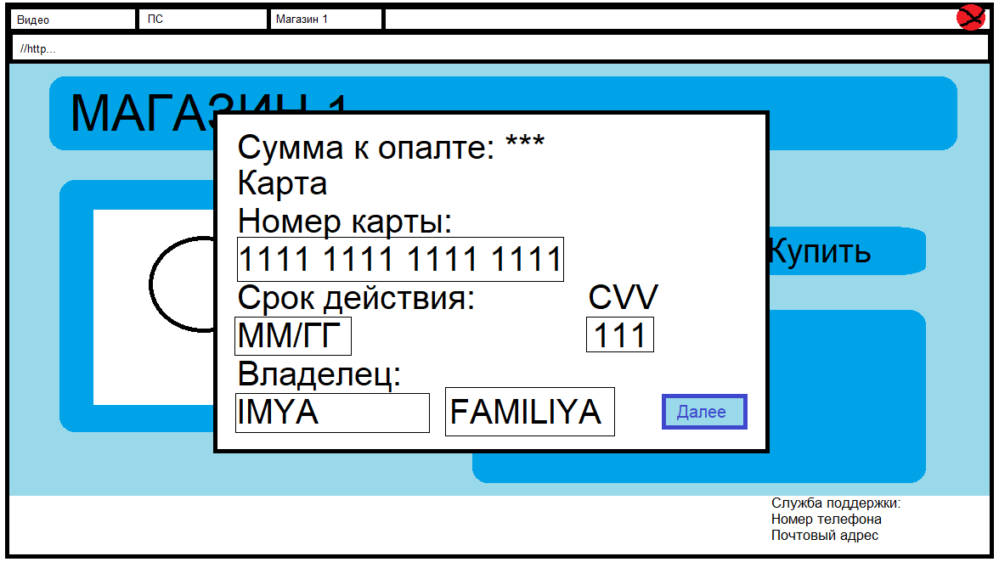 Видео ПС Магазин 1
//http...
МАГАЗИН 1
Сумма к опалте: ***
Карта
Номер карты:
1111 1111 1111 1111
Купить
Срок действия: CVV
ММ/ГГ 111
Владелец:
IMYA FAMILIYA Далее
Служба поддержки:
Номер телефона
Почтовый адрес